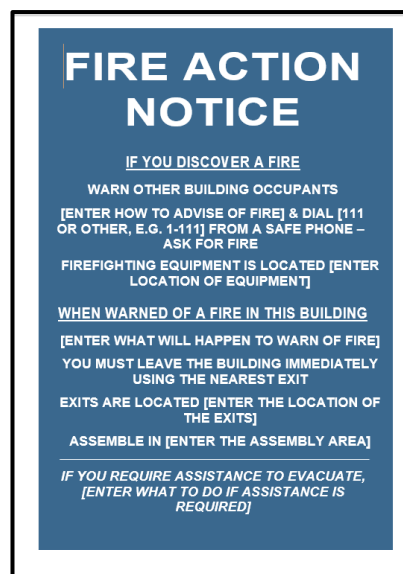 FIRE ACTION
NOTICE
IF YOU DISCOVER A FIRE
WARN OTHER BUILDING OCCUPANTS
[ENTER HOW TO ADVISE OF FIRE] & DIAL [111
OR OTHER, E.G. 1-111] FROM A SAFE PHONE –
ASK FOR FIRE
FIREFIGHTING EQUIPMENT IS LOCATED [ENTER
LOCATION OF EQUIPMENT]
WHEN WARNED OF A FIRE IN THIS BUILDING
[ENTER WHAT WILL HAPPEN TO WARN OF FIRE]
YOU MUST LEAVE THE BUILDING IMMEDIATELY
USING THE NEAREST EXIT
EXITS ARE LOCATED [ENTER THE LOCATION OF
THE EXITS]
ASSEMBLE IN [ENTER THE ASSEMBLY AREA]
IF YOU REQUIRE ASSISTANCE TO EVACUATE,
[ENTER WHAT TO DO IF ASSISTANCE IS
REQUIRED]